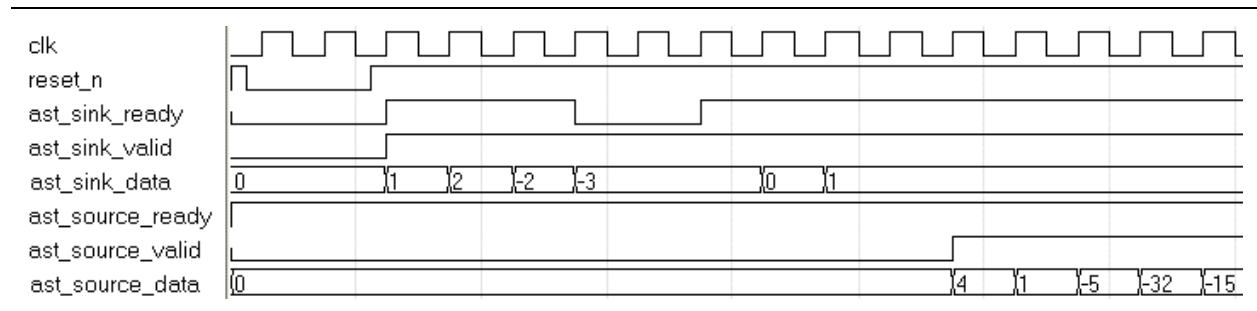 clk
reset_n
ast_sink_ready
ast_sink_valid
ast_sink_data 0 1 2 -2 -3 0 1
ast_source_ready
ast_source_valid
ast_source_data 0 4 1 -5 -32 -15